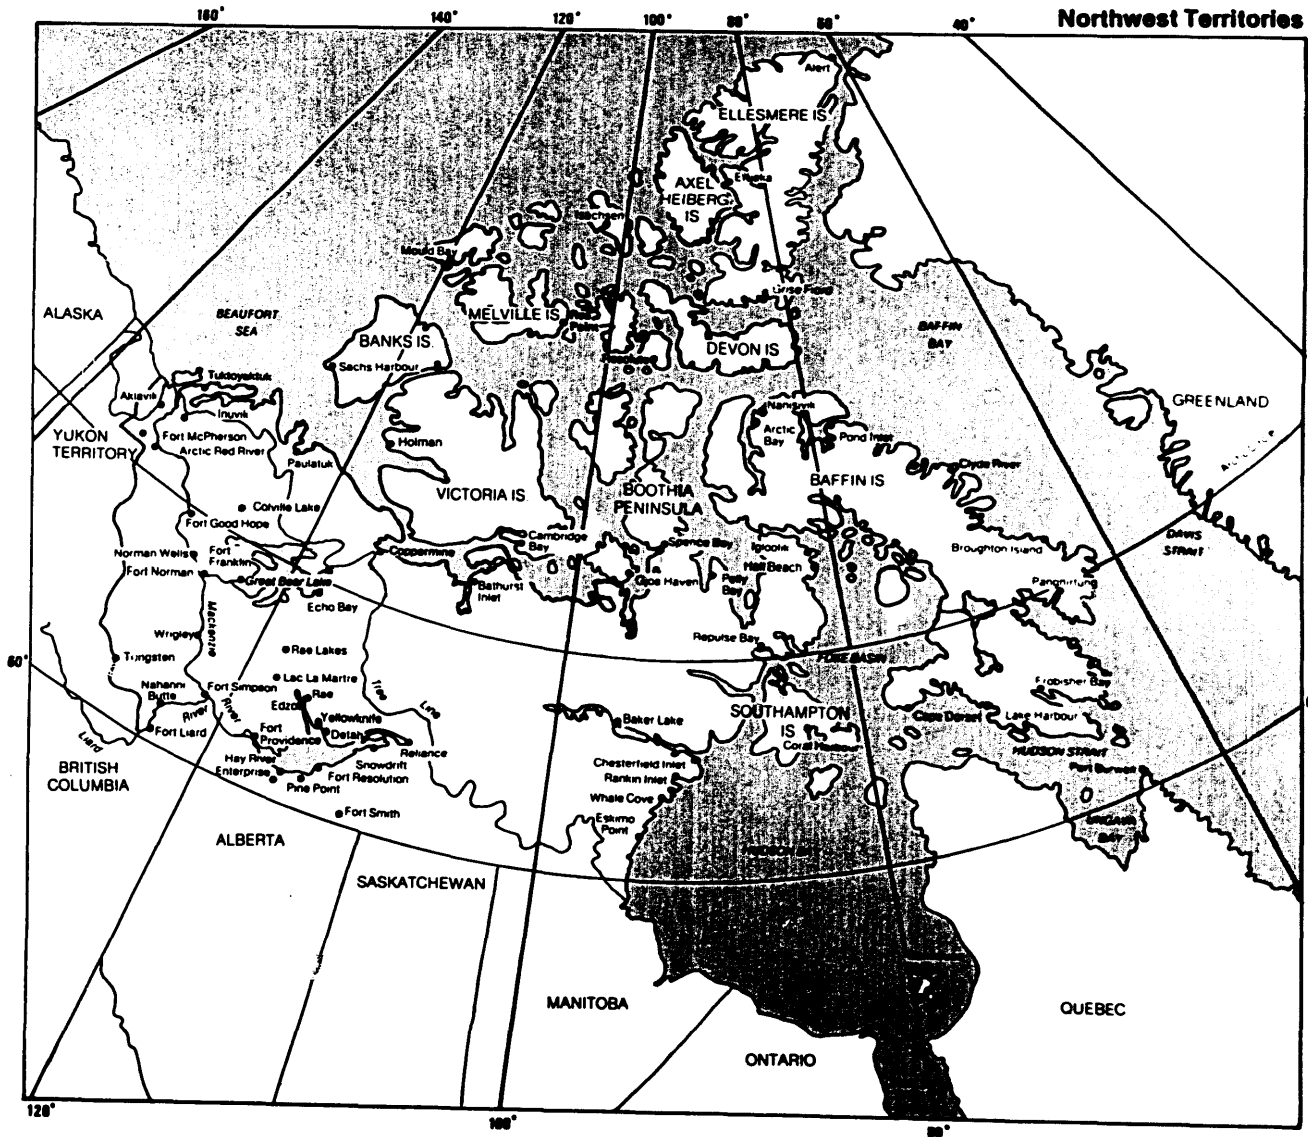 160°
140°
120°
100°
80°
60°
40°
Northwest Territories
Alert
ELLESMERE IS
Eureka
AXEL
HEIBERG
IS
Isachsen
Mould Bay
Grise Fiord
ALASKA
BEAUFORT
SEA
MELVILLE IS
Point
BANKS IS
DEVON IS
BAFFIN
BAY
Sachs Harbour
Tuktoyaktuk
Aklavik
Inuvik
Nanisivik
GREENLAND
YUKON
TERRITORY
Fort McPherson
Arctic Red River
Paulatuk
Holman
Arctic
Bay
Pond Inlet
Clyde River
VICTORIA IS
BOOTHIA
PENINSULA
BAFFIN IS
Colville Lake
Fort Good Hope
Cambridge
Bay
Spence Bay
Igloolik
Hall Beach
Broughton Island
DAVIS
STRAIT
Norman Wells
Fort
Franklin
Coppermine
Fort Norman
Great Bear Lake
Bathurst
Inlet
Gjoa Haven
Pelly
Bay
Pangnirtung
Echo Bay
Mackenzie
Wrigley
Repulse Bay
60°
Tungsten
Rae Lakes
FOXE BASIN
Nahanni
Butte
Fort Simpson
Lac La Martre
Rae
Edzo
Tree
Line
Frobisher Bay
River
River
Yellowknife
Detah
Baker Lake
SOUTHAMPTON
IS
Cape Dorset
Lake Harbour
Liard
Fort Liard
Fort
Providence
Reliance
Coral Harbour
HUDSON STRAIT
BRITISH
COLUMBIA
Hay River
Enterprise
Snowdrift
Fort Resolution
Pine Point
Chesterfield Inlet
Rankin Inlet
Port Burwell
Whale Cove
Fort Smith
Eskimo
Point
UNGAVA
BAY
ALBERTA
HUDSON
SASKATCHEWAN
MANITOBA
QUEBEC
ONTARIO
120°
100°
80°